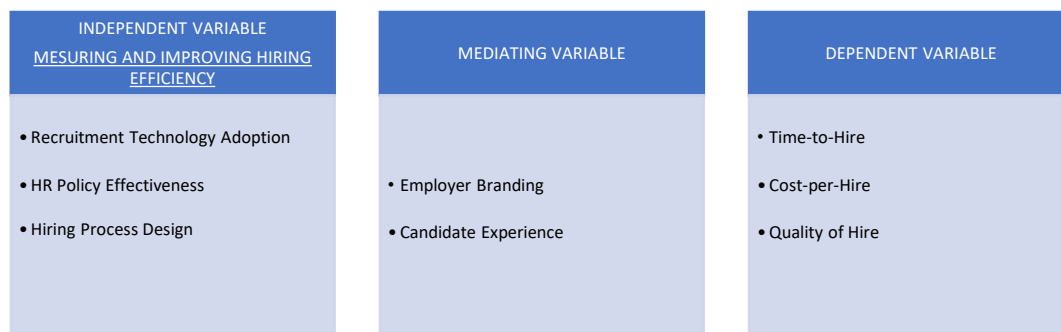 INDEPENDENT VARIABLE
MESURING AND IMPROVING HIRING
EFFICIENCY
• Recruitment Technology Adoption
• HR Policy Effectiveness
• Hiring Process Design
MEDIATING VARIABLE
• Employer Branding
• Candidate Experience
DEPENDENT VARIABLE
• Time-to-Hire
• Cost-per-Hire
• Quality of Hire